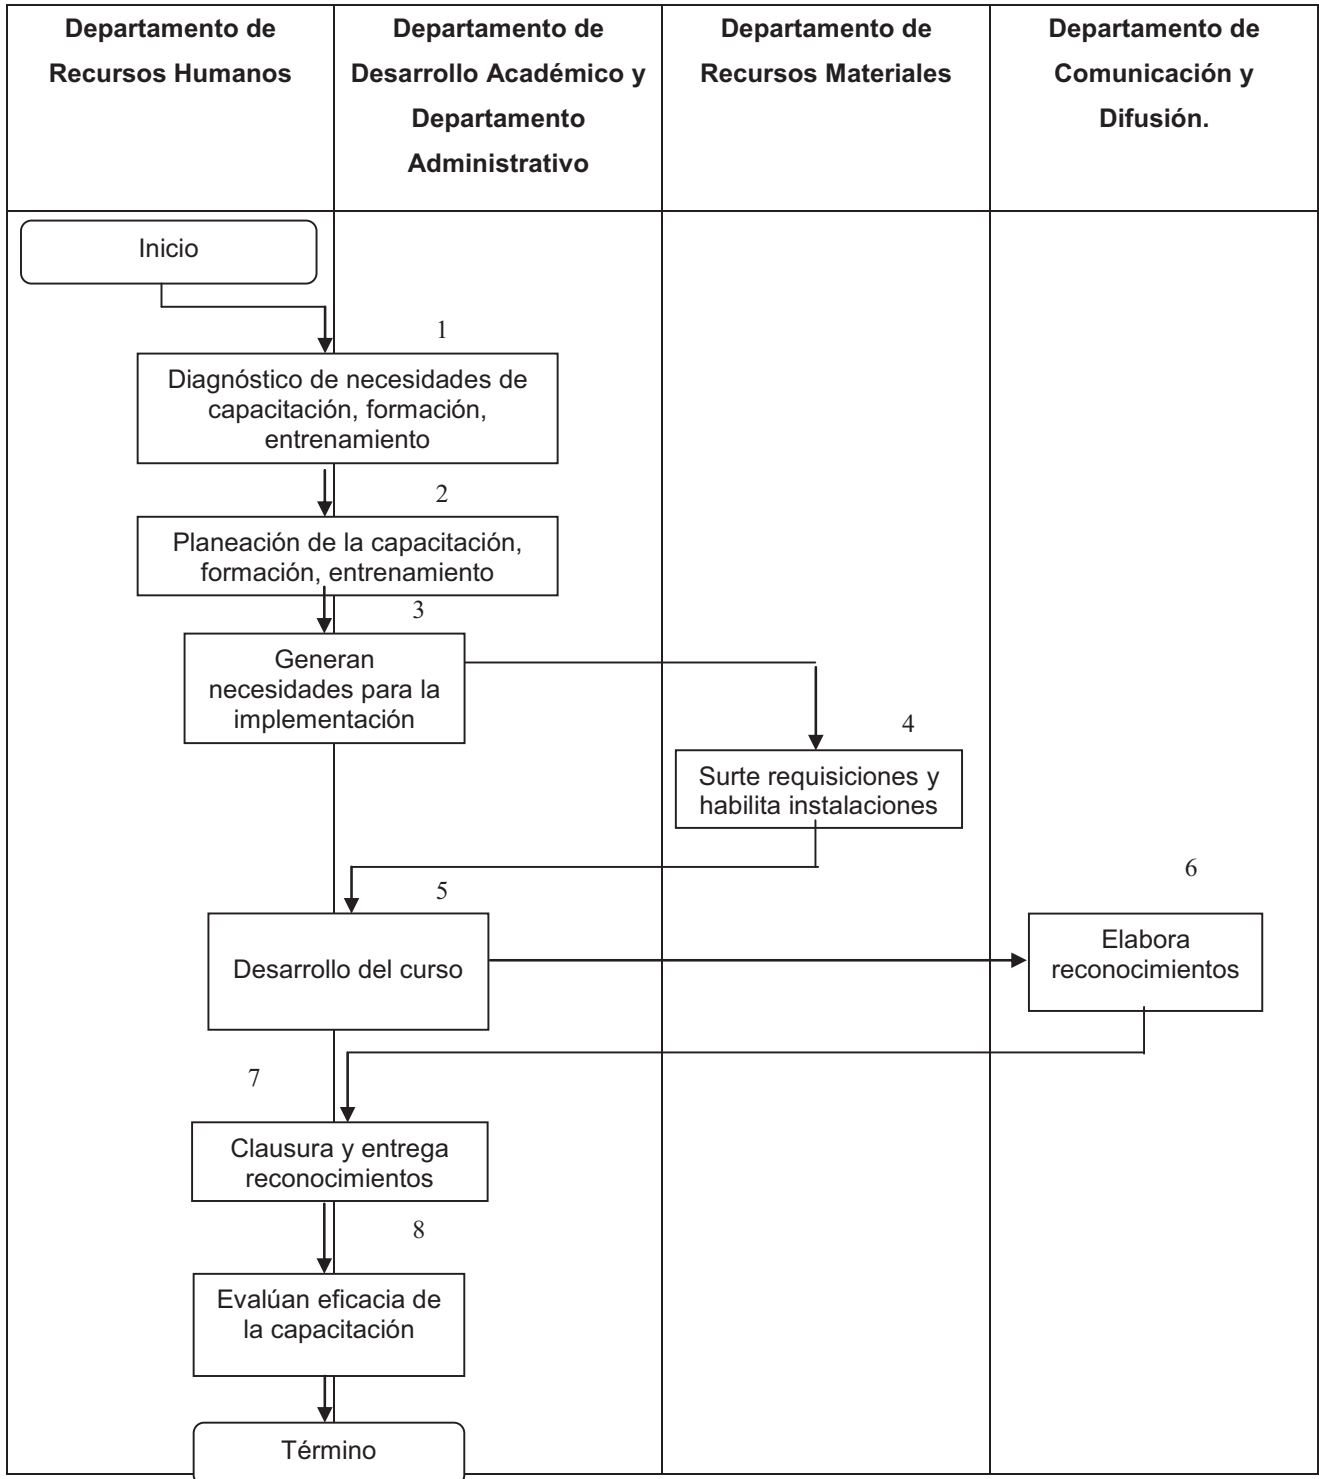 Departamento de
Recursos Humanos
Departamento de
Desarrollo Académico y
Departamento
Administrativo
Departamento de
Recursos Materiales
Departamento de
Comunicación y
Difusión.
Inicio
1
Diagnóstico de necesidades de
capacitación, formación,
entrenamiento
2
Planeación de la capacitación,
formación, entrenamiento
3
Generan
necesidades para la
implementación
4
Surte requisiciones y
habilita instalaciones
5
Desarrollo del curso
6
Elabora
reconocimientos
7
Clausura y entrega
reconocimientos
8
Evalúan eficacia de
la capacitación
Término